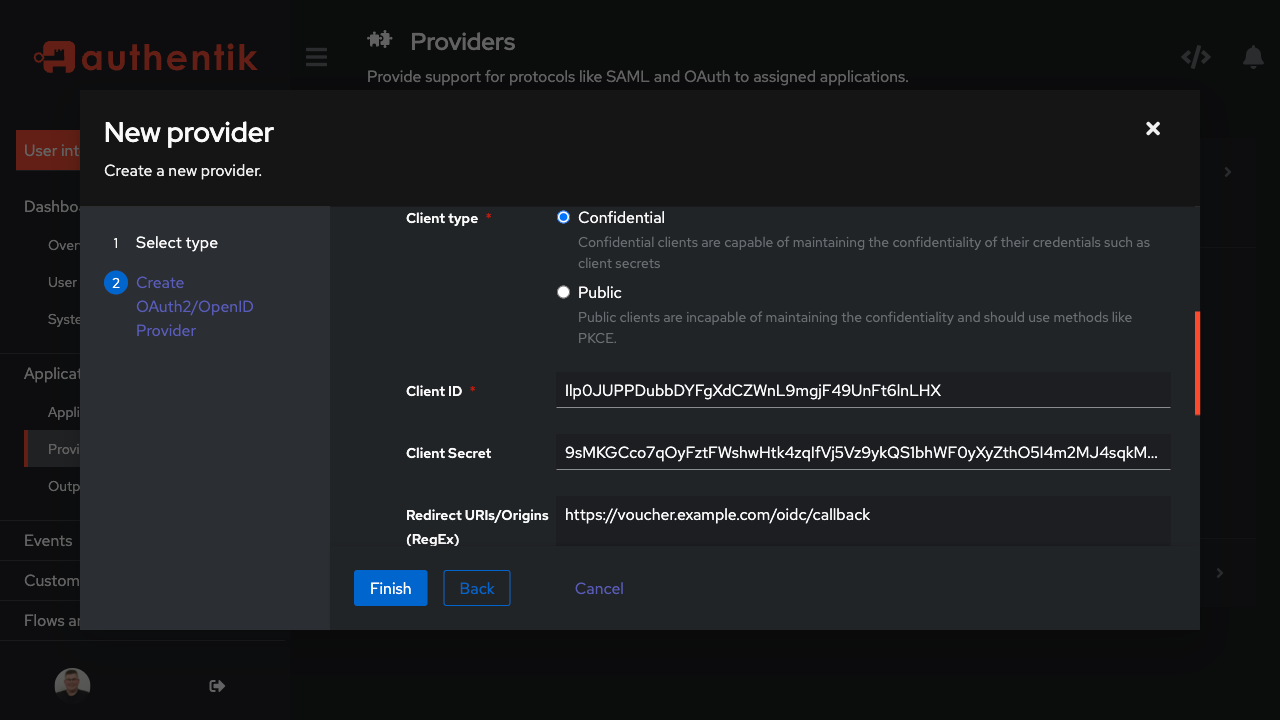 authentik
Providers
Provide support for protocols like SAML and OAuth to assigned applications.
New provider
Create a new provider.
User int
Dashbo
Over
User
Syste
Applicat
Appli
Provi
Outp
Events
Custom
Flows ar
1 Select type
2 Create
OAuth2/OpenID
Provider
Client type *
Confidential
Confidential clients are capable of maintaining the confidentiality of their credentials such as
client secrets
Public
Public clients are incapable of maintaining the confidentiality and should use methods like
PKCE.
Client ID *
Ilp0JUPPDubbDYFgXdCZWnL9mgjF49UnFt6lnLHX
Client Secret
9sMKGCco7qOyFztFWshwHtk4zqIfVj5Vz9ykQS1bhWF0yXyZthO5I4m2MJ4sqkM...
Redirect URIs/Origins
(RegEx)
https://voucher.example.com/oidc/callback
Finish
Back
Cancel